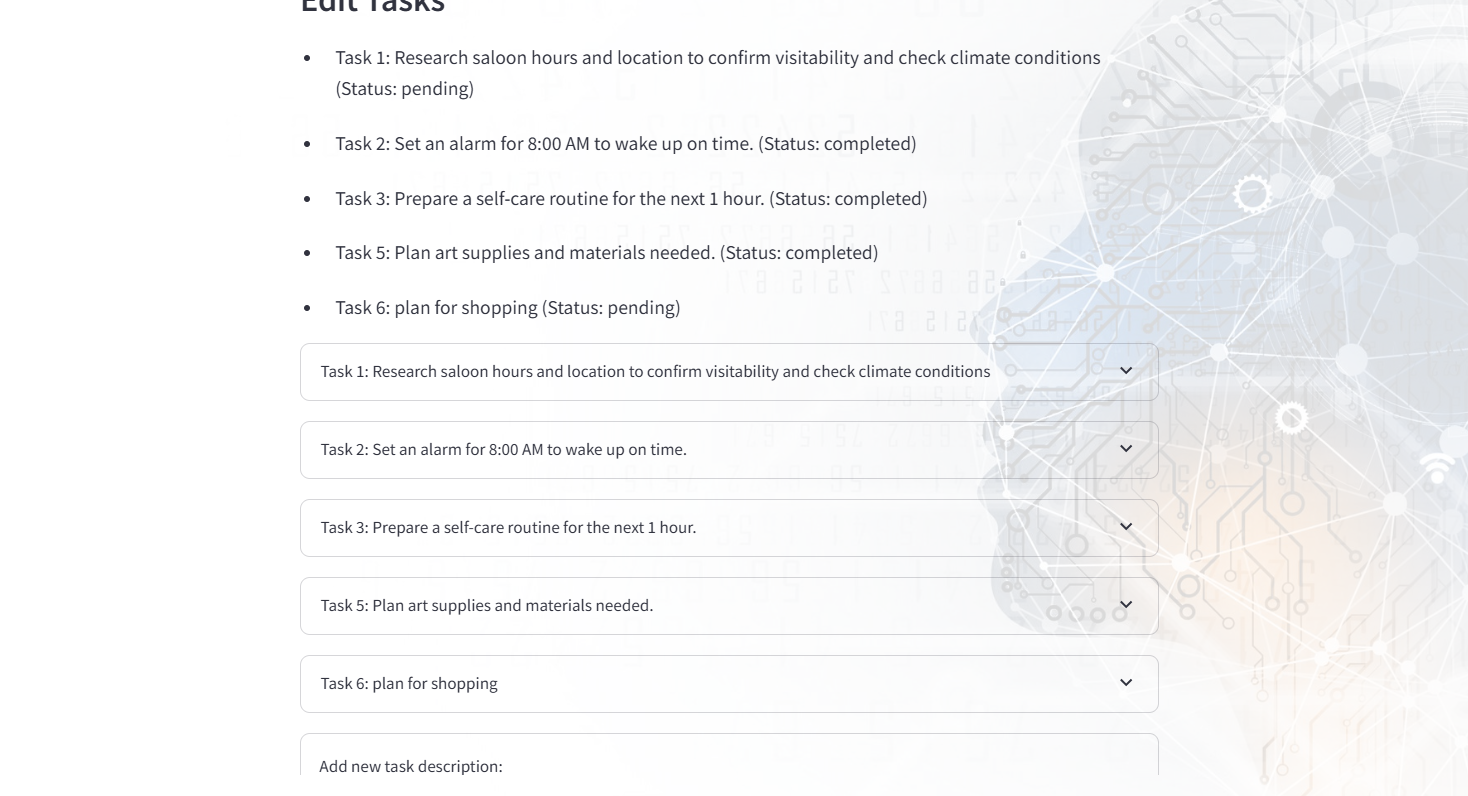 Edit Tasks
Task 1: Research saloon hours and location to confirm visitability and check climate conditions
(Status: pending)
Task 2: Set an alarm for 8:00 AM to wake up on time. (Status: completed)
Task 3: Prepare a self-care routine for the next 1 hour. (Status: completed)
Task 5: Plan art supplies and materials needed. (Status: completed)
Task 6: plan for shopping (Status: pending)
Task 1: Research saloon hours and location to confirm visitability and check climate conditions
Task 2: Set an alarm for 8:00 AM to wake up on time.
Task 3: Prepare a self-care routine for the next 1 hour.
Task 5: Plan art supplies and materials needed.
Task 6: plan for shopping
Add new task description: